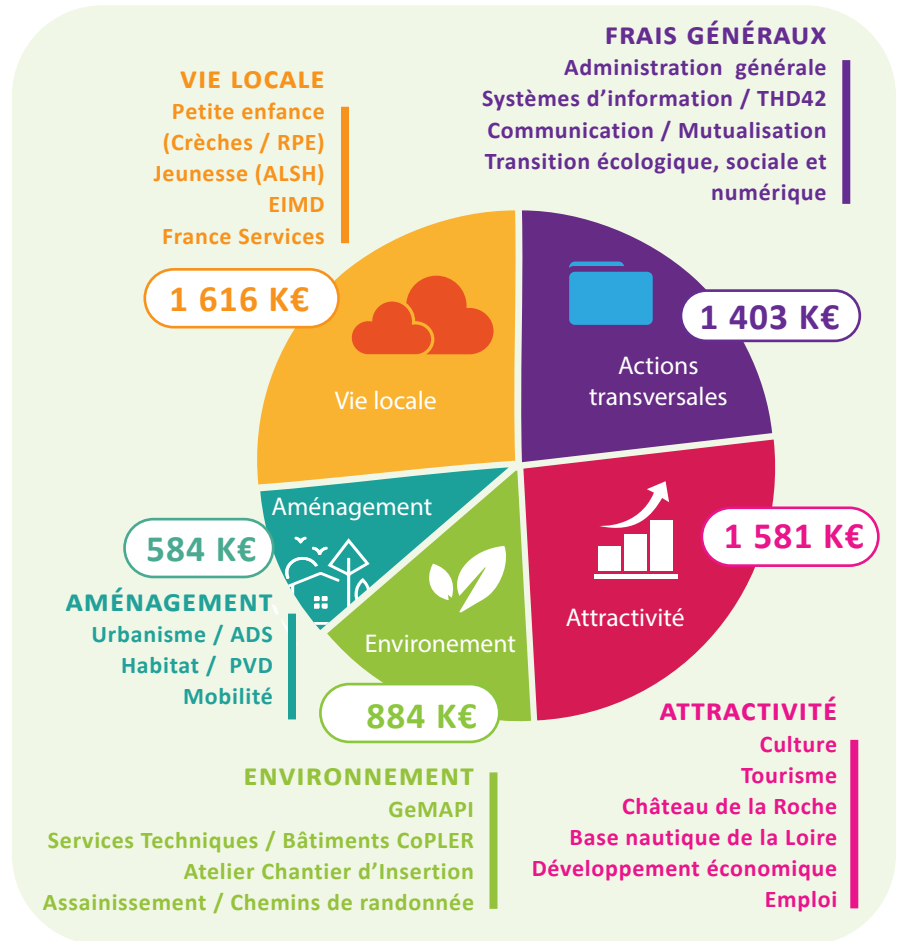 FRAIS GÉNÉRAUX
Administration générale
Systèmes d'information / THD42
Communication / Mutualisation
Transition écologique, sociale et
numérique
VIE LOCALE
Petite enfance
(Crèches / RPE)
Jeunesse (ALSH)
EIMD
France Services
1 616 K€
1 403 K€
Actions
transversales
Vie locale
Aménagement
1 581 K€
584 K€
Attractivité
Environement
AMÉNAGEMENT
Urbanisme / ADS
Habitat / PVD
Mobilité
884 K€
ATTRACTIVITÉ
Culture
Tourisme
Château de la Roche
Base nautique de la Loire
Développement économique
Emploi
ENVIRONNEMENT
GeMAPI
Services Techniques / Bâtiments CoPLER
Atelier Chantier d'Insertion
Assainissement / Chemins de randonnée